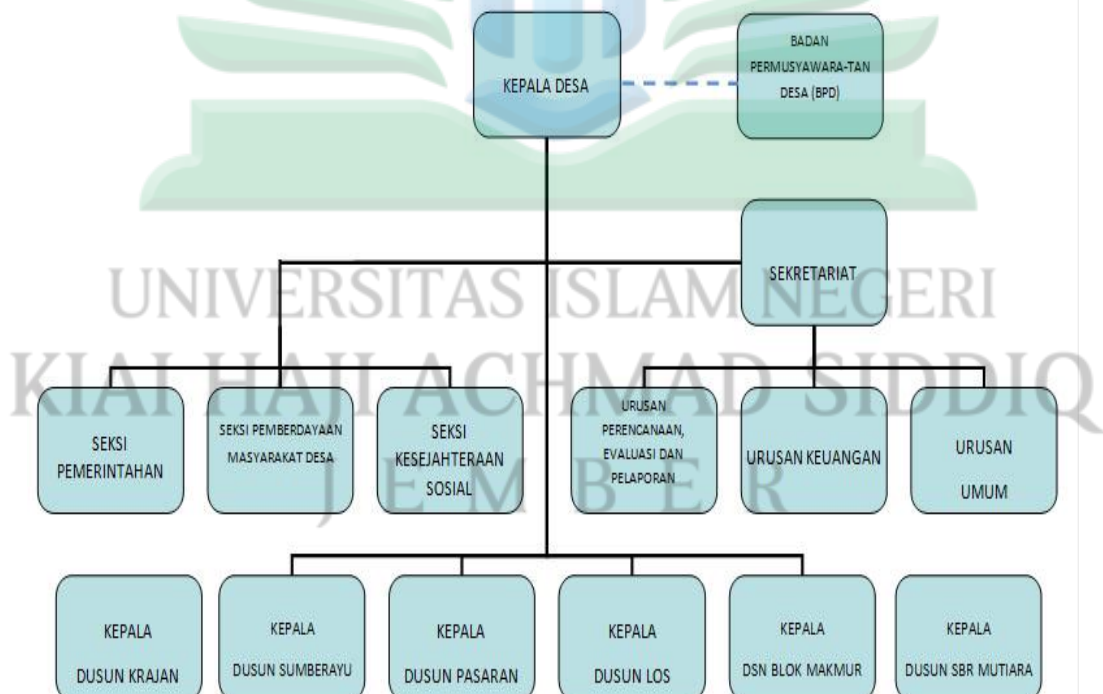 KEPALA DESA
BADAN
PERMUSYAWARA-TAN
DESA (BPD)
SEKRETARIAT
UNIVERSITAS ISLAM NEGERI
KIAI HAJI ACHMAD SIDDIQ
JEMBER
SEKSI
PEMERINTAHAN
SEKSI PEMBERDAYAAN
MASYARAKAT DESA
SEKSI
KESEJAHTERAAN
SOSIAL
URUSAN
PERENCANAAN,
EVALUASI DAN
PELAPORAN
URUSAN KEUANGAN
URUSAN
UMUM
KEPALA
DUSUN KRAJAN
KEPALA
DUSUN SUMBERAYU
KEPALA
DUSUN PASARAN
KEPALA
DUSUN LOS
KEPALA
DSN BLOK MAKMUR
KEPALA
DUSUN SBR MUTIARA